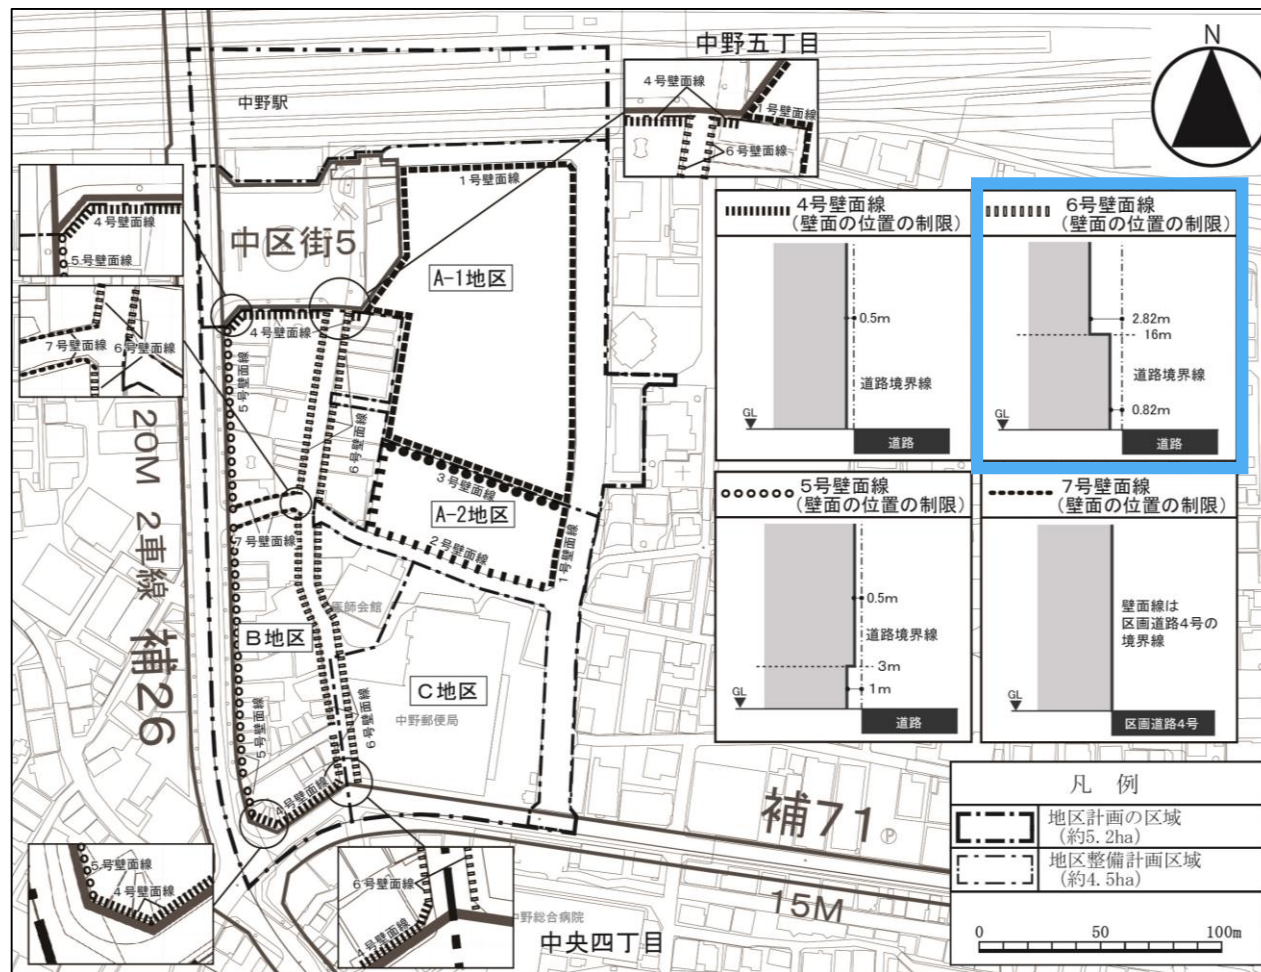 中野五丁目
N
4号壁面線
1号壁面線
6号壁面線
中野駅
1号壁面線
4号壁面線
5号壁面線
中区街5
A-1地区
4号壁面線
7号壁面線
6号壁面線
5号壁面線
6号壁面線
3号壁面線
A-2地区
2号壁面線
1号壁面線
7号壁面線
20M 2車線 補26
医師会館
B地区
C地区
中野郵便局
5号壁面線
6号壁面線
4号壁面線
補71
15M
P
5号壁面線
4号壁面線
6号壁面線
4号壁面線
中野総合病院
中央四丁目
4号壁面線
(壁面の位置の制限)
0.5m
道路境界線
GL
道路
6号壁面線
(壁面の位置の制限)
2.82m
16m
道路境界線
0.82m
GL
道路
5号壁面線
(壁面の位置の制限)
0.5m
道路境界線
3m
1m
GL
道路
7号壁面線
(壁面の位置の制限)
壁面線は
区画道路4号の
境界線
GL
区画道路4号
凡 例
地区計画の区域
(約5.2ha)
地区整備計画区域
(約4.5ha)
0 50 100m